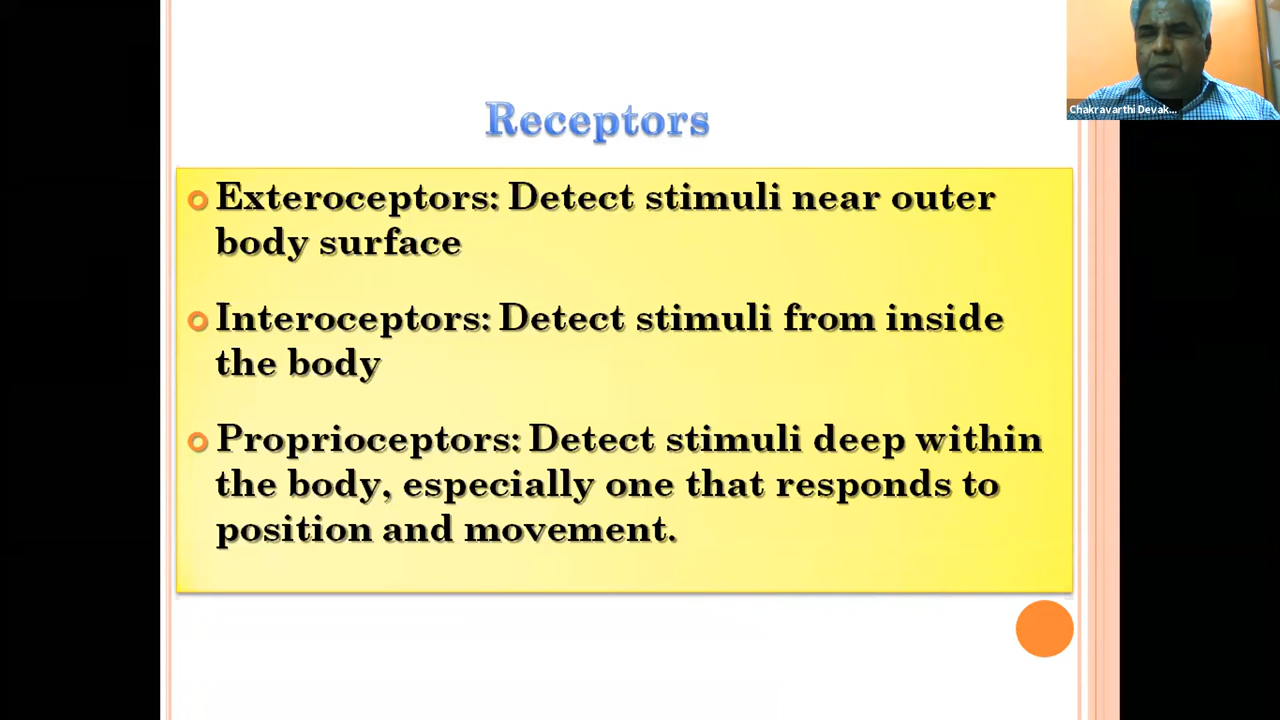 Chakravarthi Devak...
Receptors
Exteroceptors: Detect stimuli near outer
body surface
Interoceptors: Detect stimuli from inside
the body
Proprioceptors: Detect stimuli deep within
the body, especially one that responds to
position and movement.